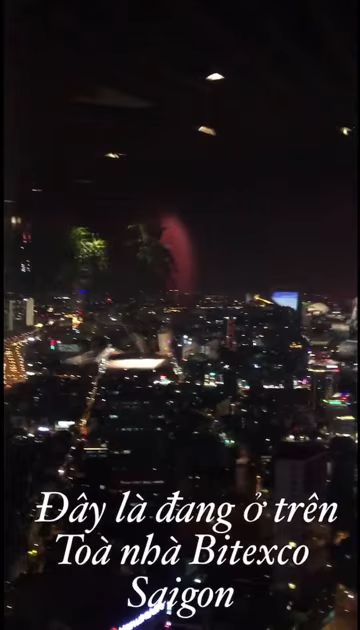 Đây là đang ở trên
Toà nhà Bitexco
Saigon